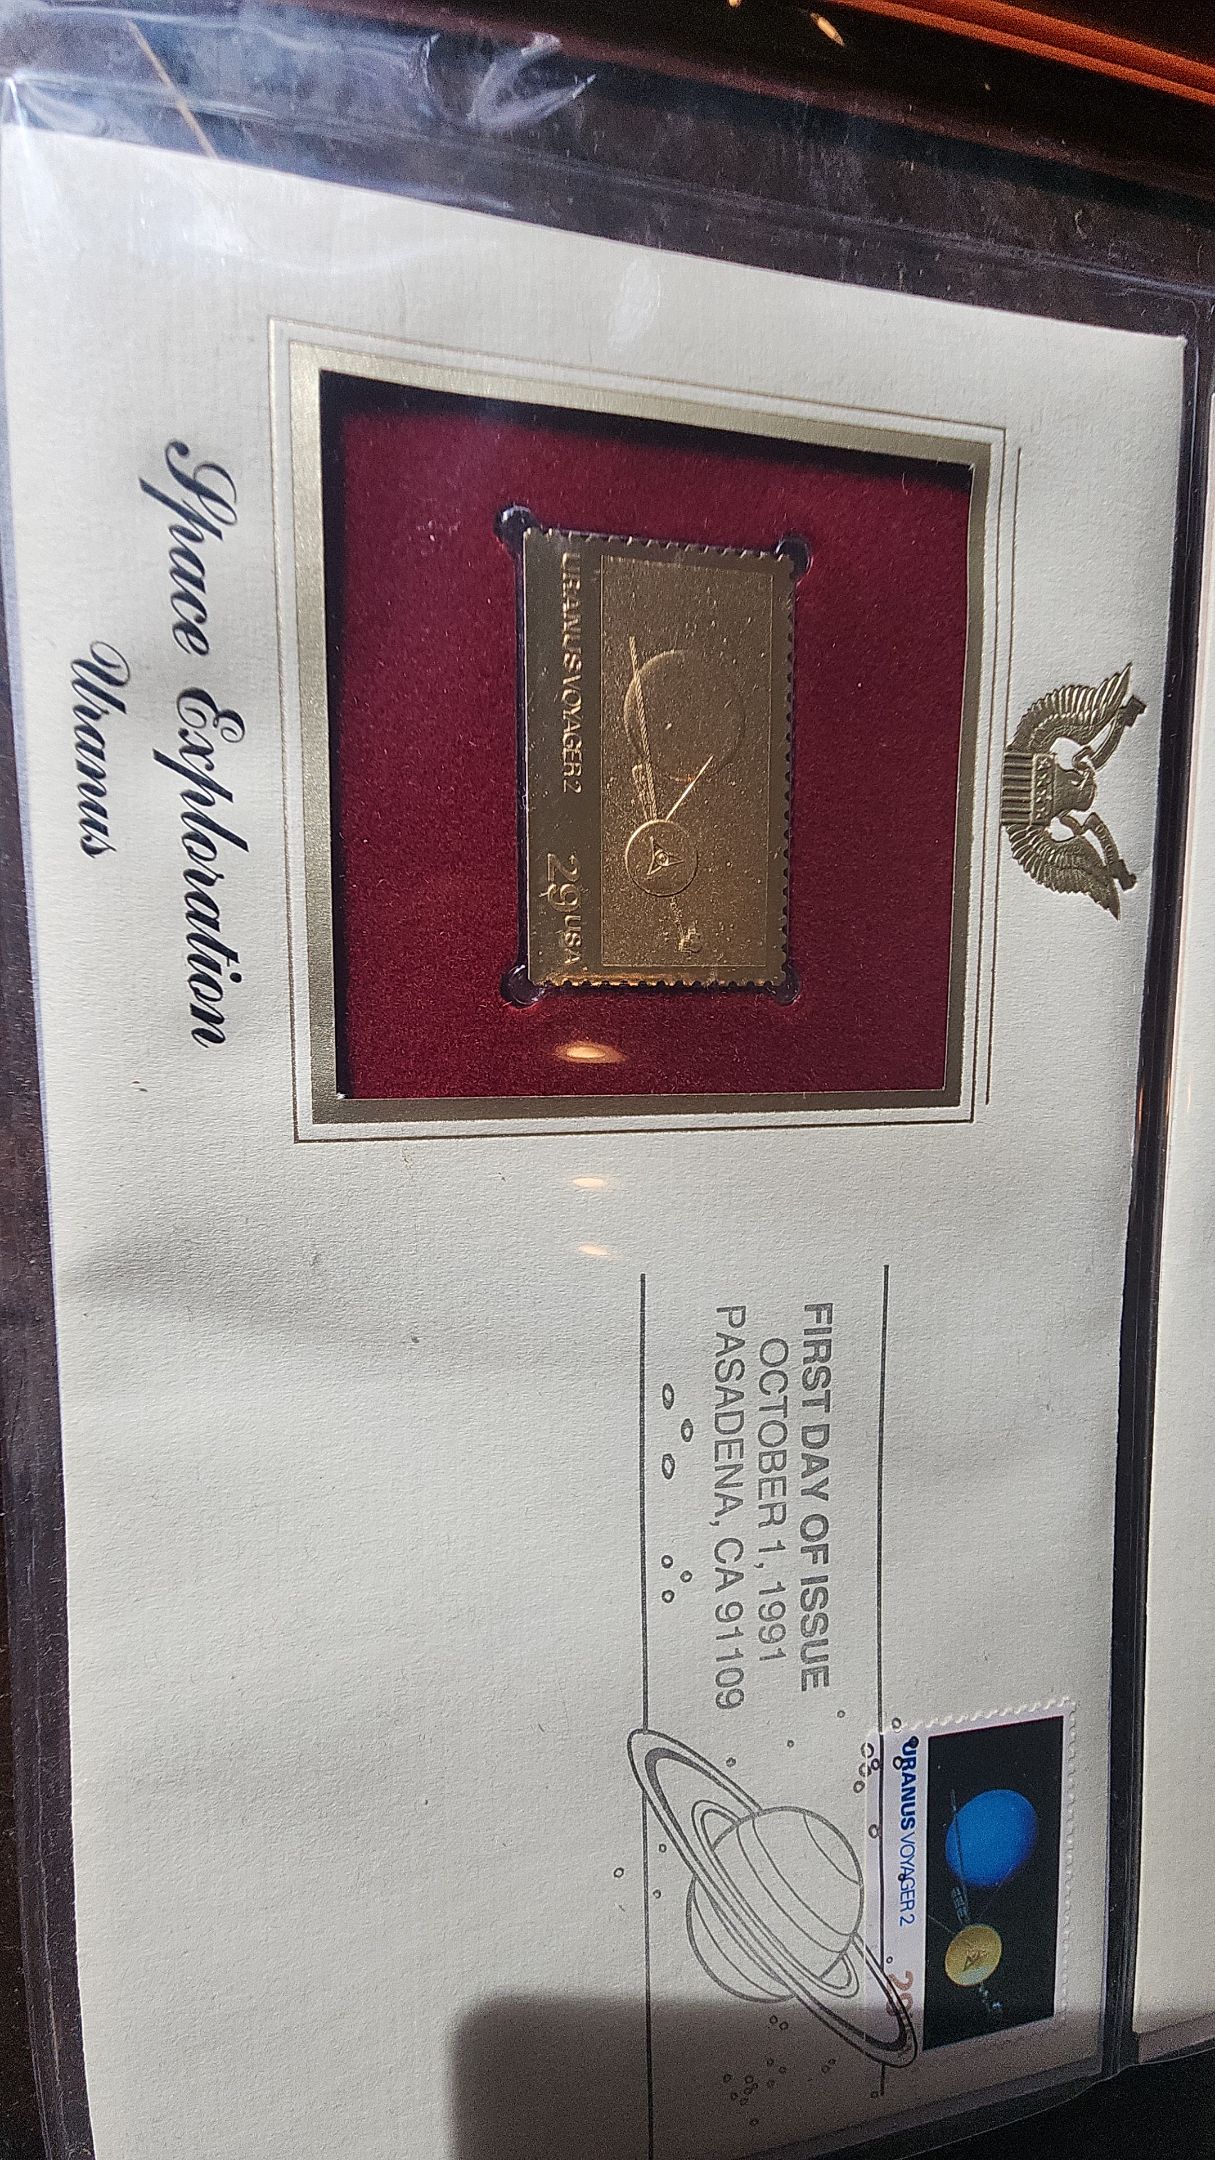 URANUS VOYAGER 2
29 USA
Space Exploration
Uranus
FIRST DAY OF ISSUE
OCTOBER 1, 1991
PASADENA, CA 91109
URANUS VOYAGER 2
29